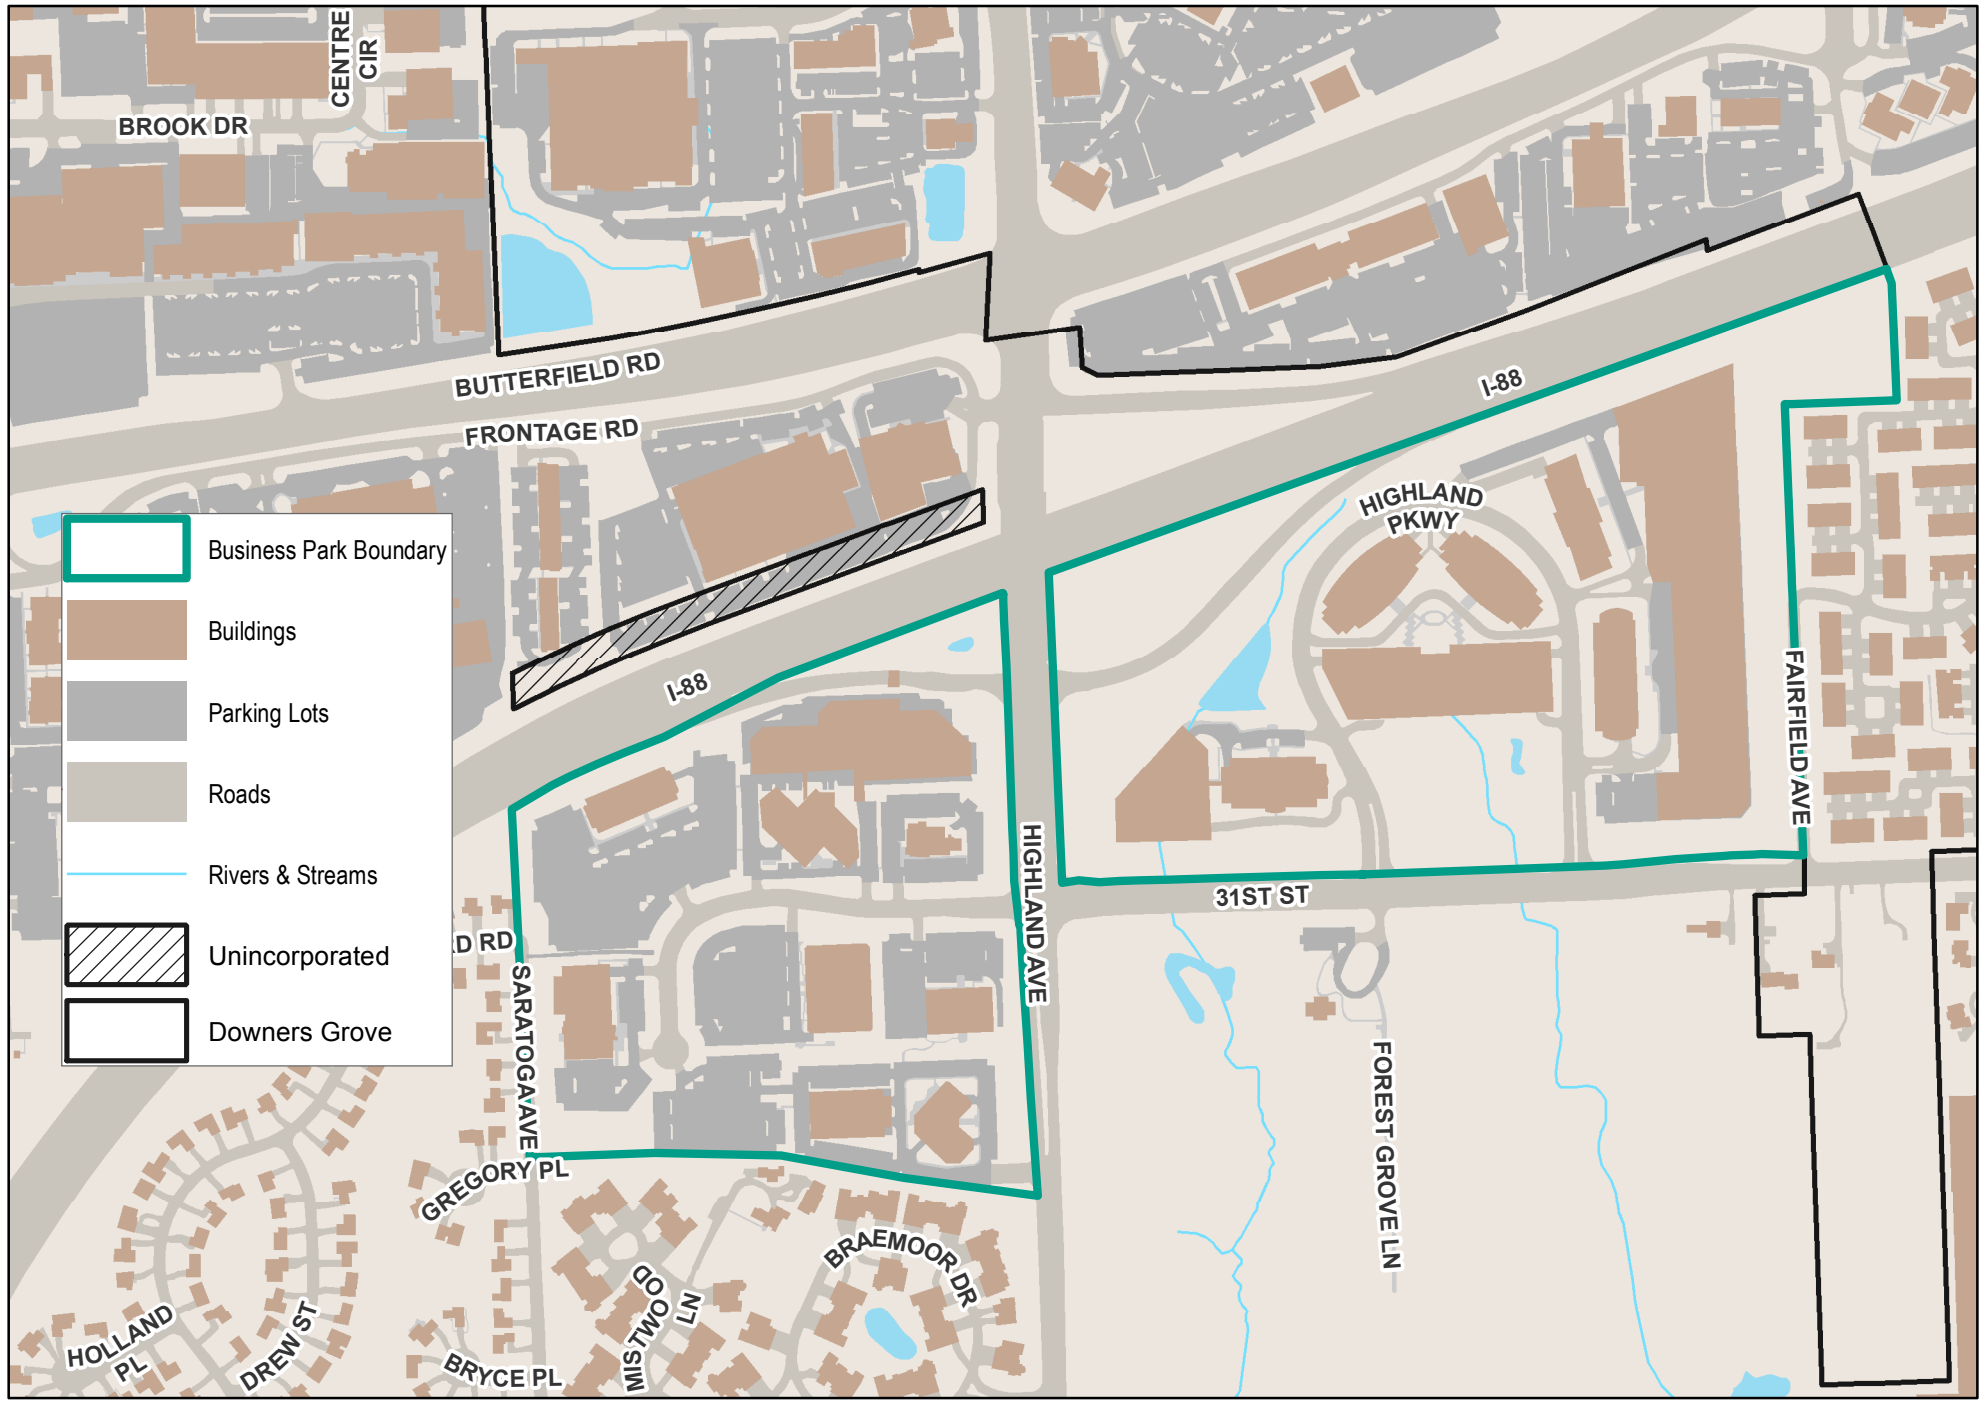 CENTRE
CIR
BROOK DR
BUTTERFIELD RD
FRONTAGE RD
I-88
HIGHLAND
PKWY
Business Park Boundary
Buildings
Parking Lots
Roads
Rivers & Streams
Unincorporated
Downers Grove
I-88
FAIRFIELD AVE
HIGHLAND AVE
31ST ST
D RD
SARATOGA AVE
FOREST GROVE LN
GREGORY PL
BRAEMOOR DR
MISTWOOD
LN
HOLLAND
PL
DREW ST
BRYCE PL